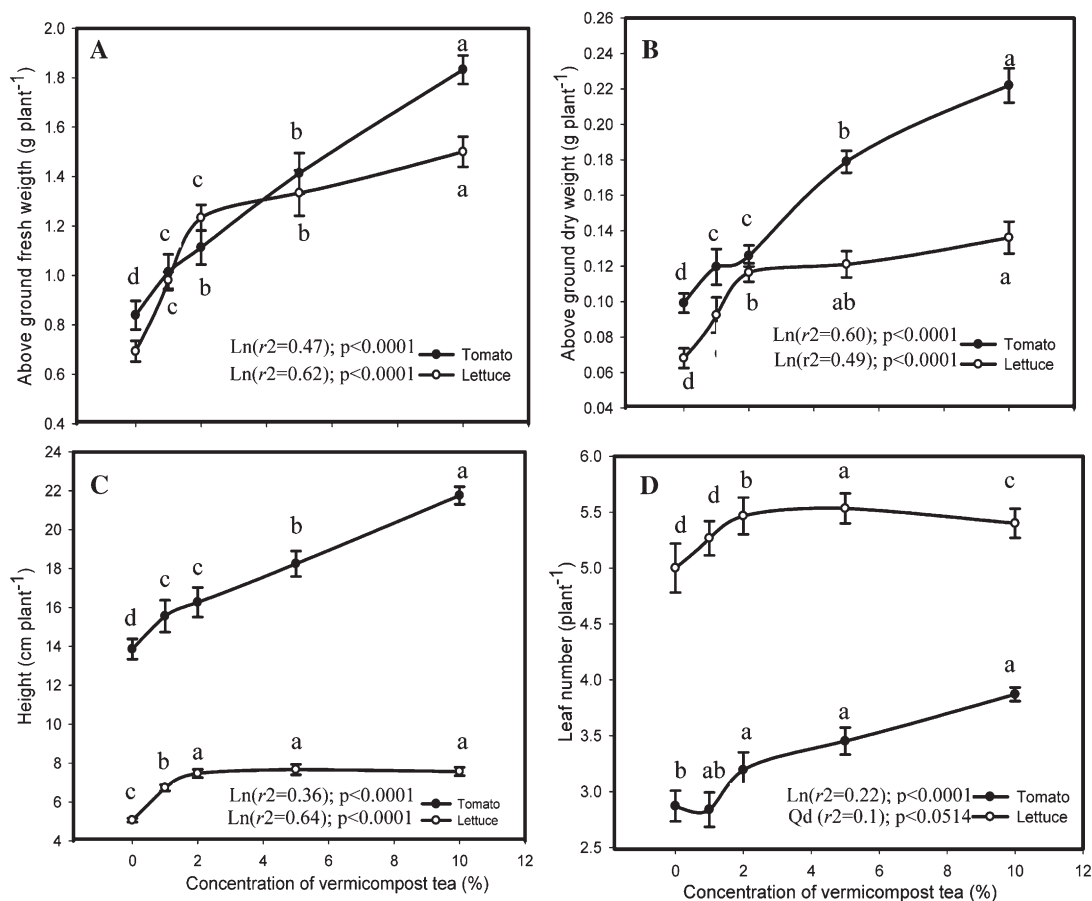 A
Above ground fresh weigth (g plant⁻¹)
2.0
1.8
1.6
1.4
1.2
1.0
0.8
0.6
0.4
d
c
c
b
a
c
b
b
a
Ln(r2=0.47); p<0.0001 Tomato
Ln(r2=0.62); p<0.0001 Lettuce
B
Above ground dry weight (g plant⁻¹)
0.26
0.24
0.22
0.20
0.18
0.16
0.14
0.12
0.10
0.08
0.06
0.04
d
c
c
b
a
d
b
ab
a
Ln(r2=0.60); p<0.0001 Tomato
Ln(r2=0.49); p<0.0001 Lettuce
C
Height (cm plant⁻¹)
24
22
20
18
16
14
12
10
8
6
4
d
c
c
b
a
c
b
a
a
a
Ln(r2=0.36); p<0.0001 Tomato
Ln(r2=0.64); p<0.0001 Lettuce
0 2 4 6 8 10 12
Concentration of vermicompost tea (%)
D
Leaf number (plant⁻¹)
6.0
5.5
5.0
4.5
4.0
3.5
3.0
2.5
d
d
b
a
c
b
ab
a
a
a
Ln(r2=0.22); p<0.0001 Tomato
Qd (r2=0.1); p<0.0514 Lettuce
0 2 4 6 8 10 12
Concentration of vermicompost tea (%)